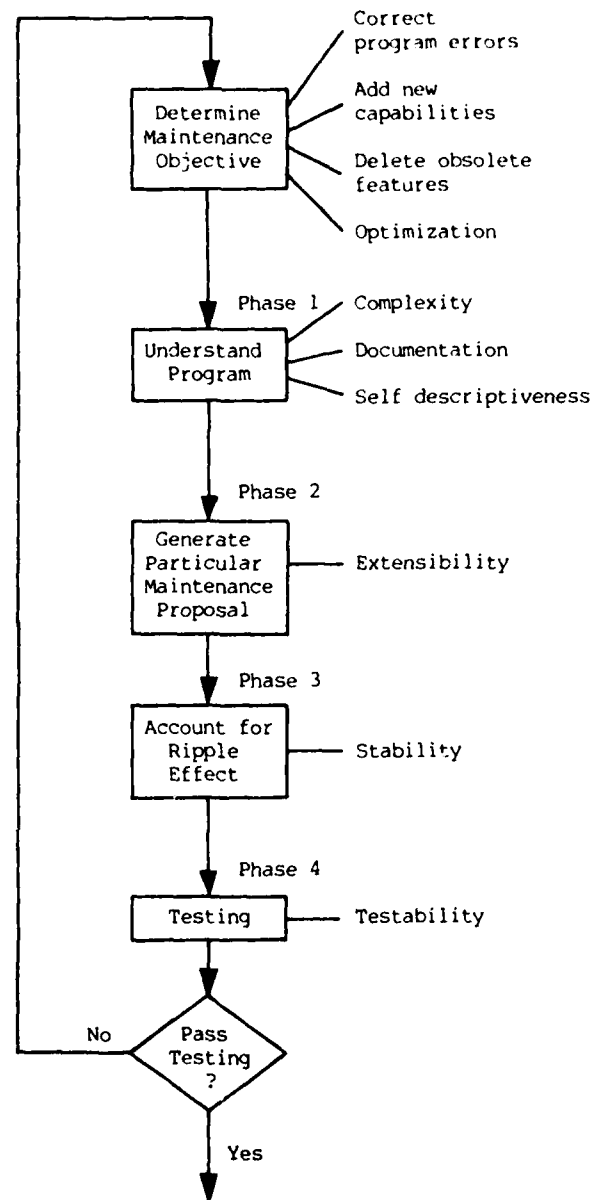 Correct
program errors
Determine
Maintenance
Objective
Add new
capabilities
Delete obsolete
features
Optimization
Phase 1
Complexity
Understand
Program
Documentation
Self descriptiveness
Phase 2
Generate
Particular
Maintenance
Proposal
Extensibility
Phase 3
Account for
Ripple
Effect
Stability
Phase 4
Testing
Testability
No
Pass
Testing
?
Yes